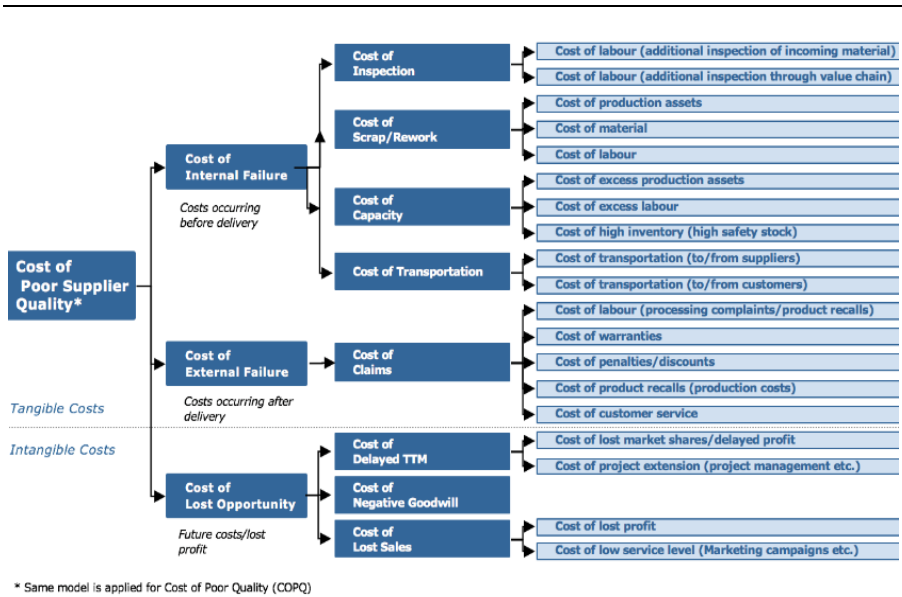 Cost of
Poor Supplier
Quality*
Tangible Costs
Intangible Costs
Cost of
Internal Failure
Costs occurring
before delivery
Cost of
External Failure
Costs occurring after
delivery
Cost of
Lost Opportunity
Future costs/lost
profit
Cost of
Inspection
Cost of
Scrap/Rework
Cost of
Capacity
Cost of Transportation
Cost of
Claims
Cost of
Delayed TTM
Cost of
Negative Goodwill
Cost of
Lost Sales
Cost of labour (additional inspection of incoming material)
Cost of labour (additional inspection through value chain)
Cost of production assets
Cost of material
Cost of labour
Cost of excess production assets
Cost of excess labour
Cost of high inventory (high safety stock)
Cost of transportation (to/from suppliers)
Cost of transportation (to/from customers)
Cost of labour (processing complaints/product recalls)
Cost of warranties
Cost of penalties/discounts
Cost of product recalls (production costs)
Cost of customer service
Cost of lost market shares/delayed profit
Cost of project extension (project management etc.)
Cost of lost profit
Cost of low service level (Marketing campaigns etc.)
* Same model is applied for Cost of Poor Quality (COPQ)